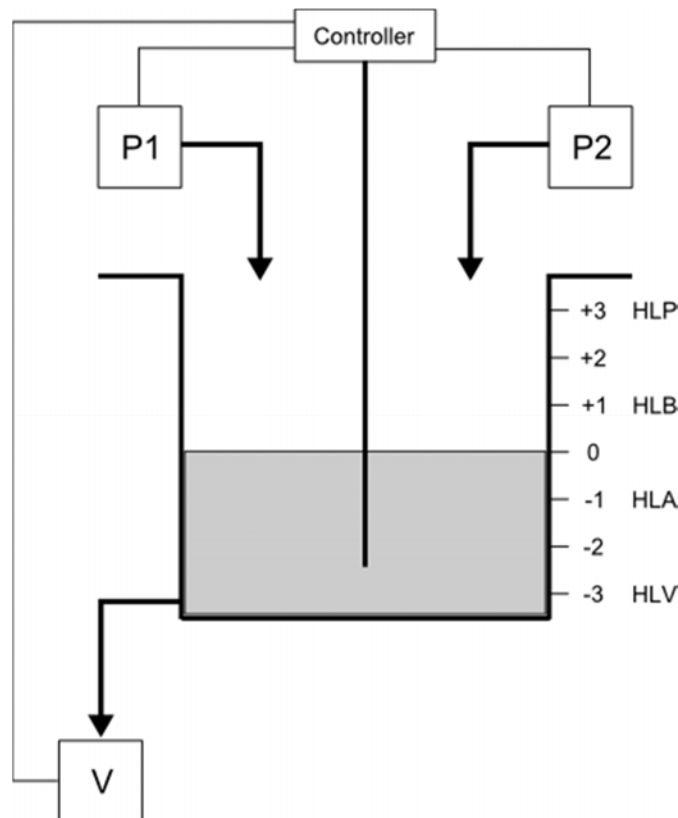 Controller
P1
P2
+3 HLP
+2
+1 HLB
0
-1 HLA
-2
-3 HLV
V